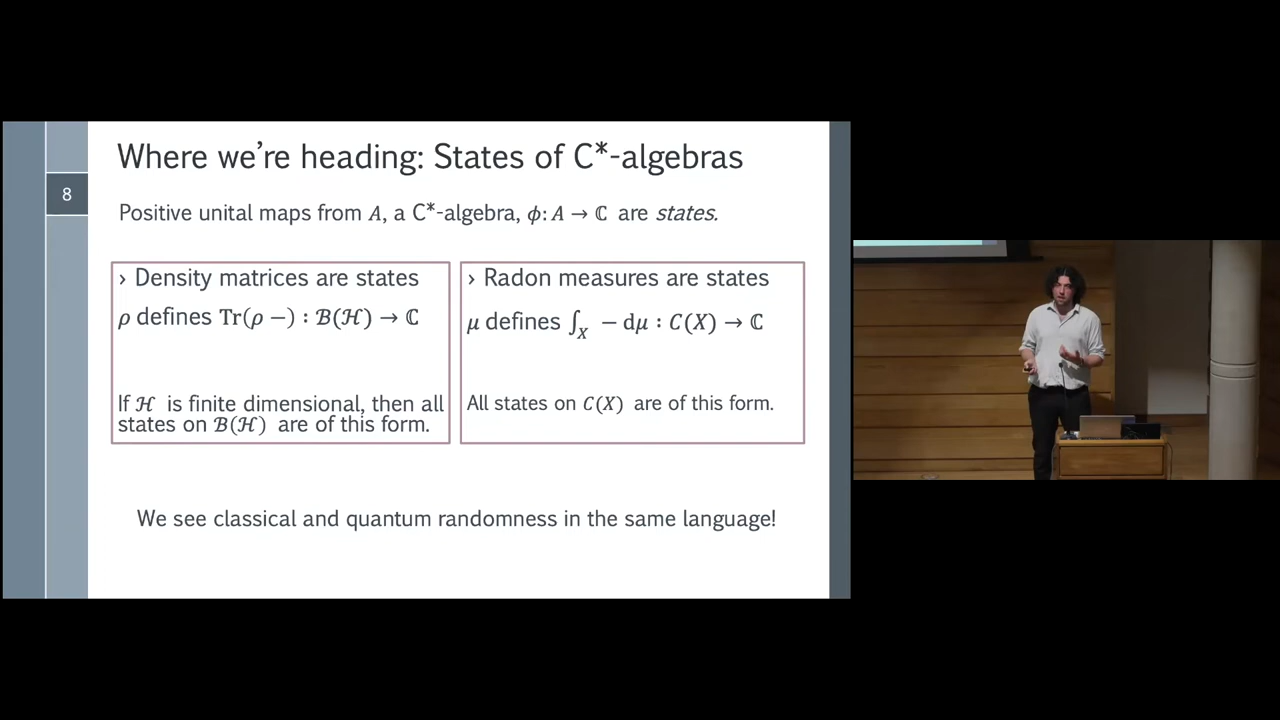 Where we’re heading: States of C*-algebras
8
Positive unital maps from A, a C*-algebra, ϕ: A → ℂ are states.
› Density matrices are states
ρ defines Tr(ρ −) : ℬ(ℋ) → ℂ
If ℋ is finite dimensional, then all
states on ℬ(ℋ) are of this form.
› Radon measures are states
μ defines ∫_X − dμ : C(X) → ℂ
All states on C(X) are of this form.
We see classical and quantum randomness in the same language!